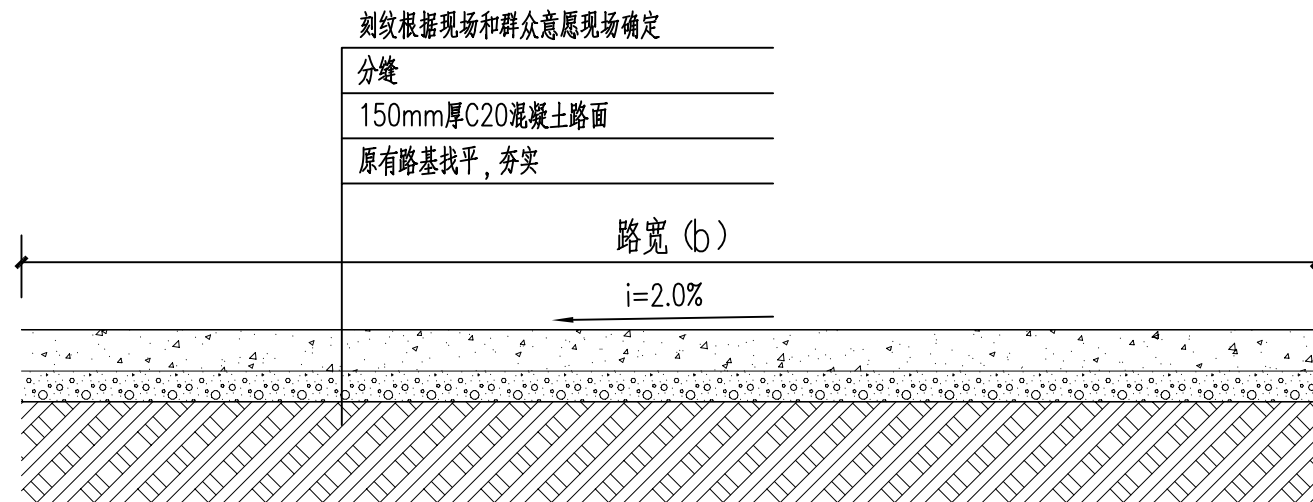 刻纹根据现场和群众意愿现场确定
分缝
150mm厚C20混凝土路面
原有路基找平,夯实
路宽(b)
i=2.0%